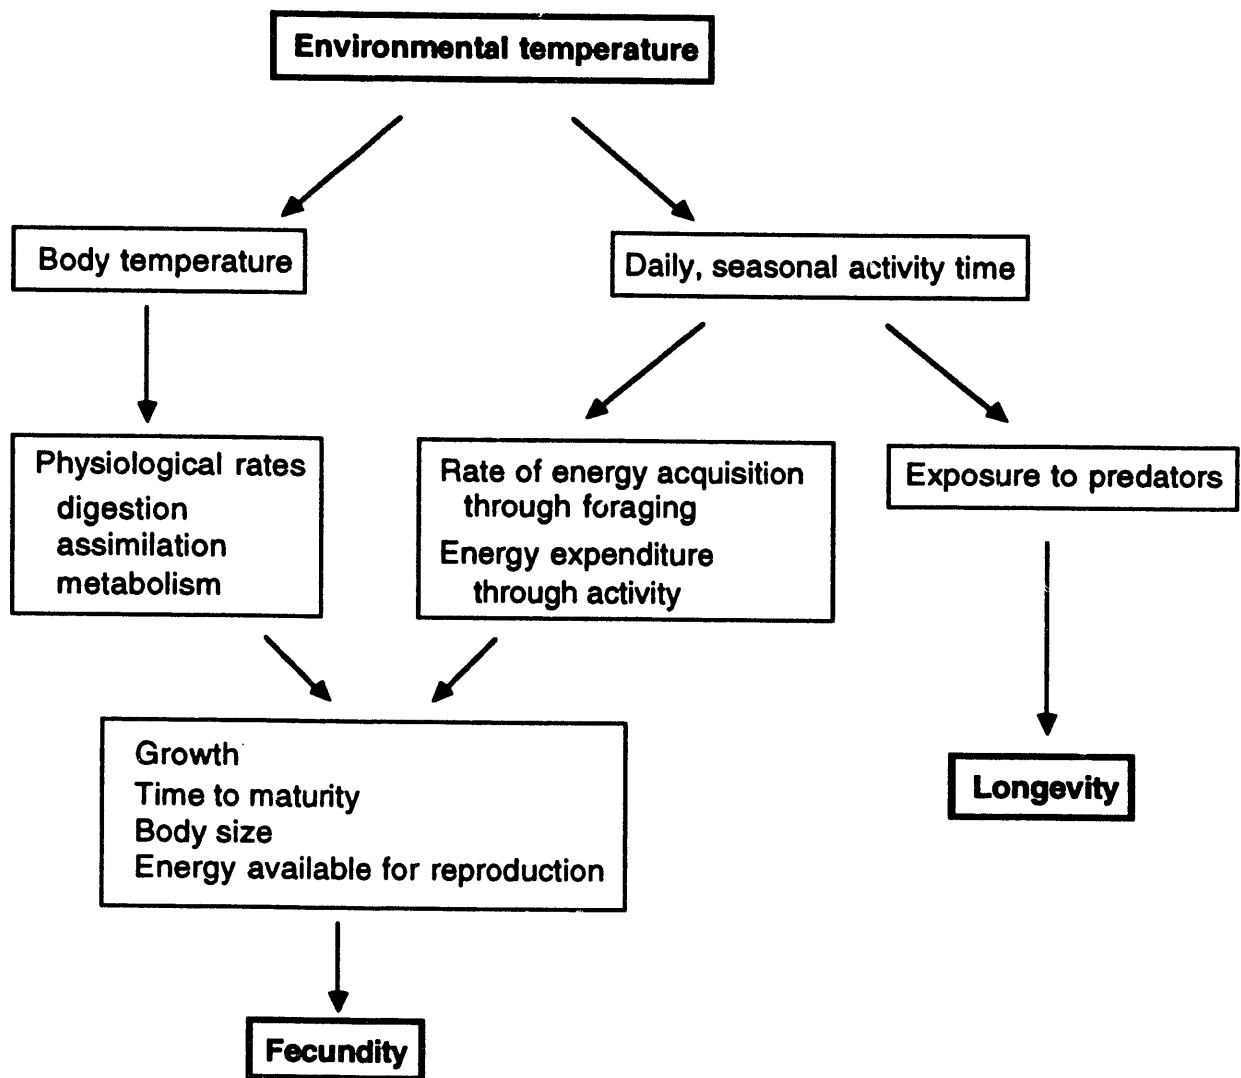 Environmental temperature
Body temperature
Daily, seasonal activity time
Physiological rates
digestion
assimilation
metabolism
Rate of energy acquisition
through foraging
Energy expenditure
through activity
Exposure to predators
Growth
Time to maturity
Body size
Energy available for reproduction
Longevity
Fecundity